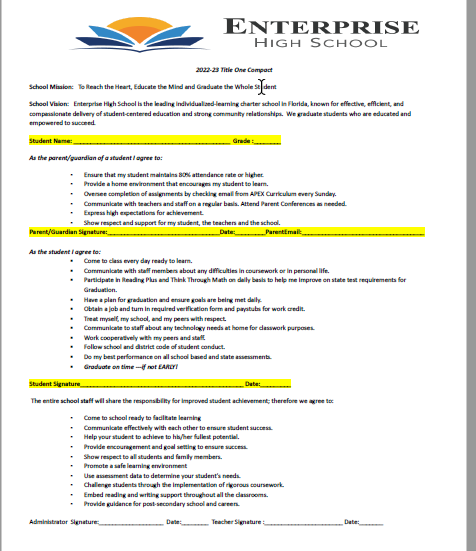 ENTERPRISE
HIGH SCHOOL
2022-23 Title One Compact
School Mission: To Reach the Heart, Educate the Mind and Graduate the Whole Student
School Vision: Enterprise High School is the leading individualized-learning charter school in Florida, known for effective, efficient, and
compassionate delivery of student-centered education and strong community relationships. We graduate students who are educated and
empowered to succeed.
Student Name: ________________________________________ Grade :_______
As the parent/guardian of a student I agree to:
• Ensure that my student maintains 80% attendance rate or higher.
• Provide a home environment that encourages my student to learn.
• Oversee completion of assignments by checking email from APEX Curriculum every Sunday.
• Communicate with teachers and staff on a regular basis. Attend Parent Conferences as needed.
• Express high expectations for achievement.
• Show respect and support for my student, the teachers and the school.
Parent/Guardian Signature:_____________________________Date:________ParentEmail:________________________________
As the student I agree to:
• Come to class every day ready to learn.
• Communicate with staff members about any difficulties in coursework or in personal life.
• Participate in Reading Plus and Think Through Math on daily basis to help me improve on state test requirements for
Graduation.
• Have a plan for graduation and ensure goals are being met daily.
• Obtain a job and turn in required verification form and paystubs for work credit.
• Treat myself, my school, and my peers with respect.
• Communicate to staff about any technology needs at home for classwork purposes.
• Work cooperatively with my peers and staff.
• Follow school and district code of student conduct.
• Do my best performance on all school based and state assessments.
• Graduate on time ---if not EARLY!
Student Signature__________________________________________ Date:________
The entire school staff will share the responsibility for improved student achievement; therefore we agree to:
• Come to school ready to facilitate learning
• Communicate effectively with each other to ensure student success.
• Help your student to achieve to his/her fullest potential.
• Provide encouragement and goal setting to ensure success.
• Show respect to all students and family members.
• Promote a safe learning environment
• Use assessment data to determine your student's needs.
• Challenge students through the implementation of rigorous coursework.
• Embed reading and writing support throughout all the classrooms.
• Provide guidance for post-secondary school and careers.
Administrator Signature:________________ Date:_______ Teacher Signature :____________________ Date:______